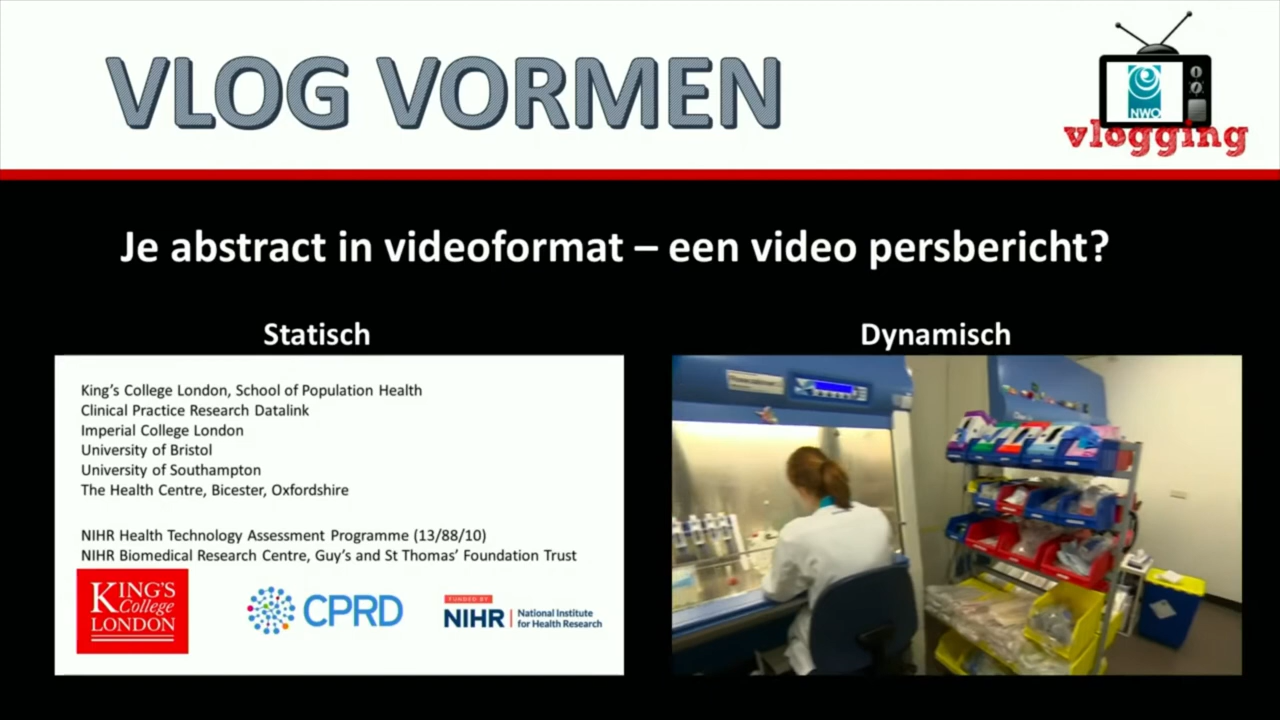 VLOG VORMEN
NWO
vlogging
Je abstract in videoformat – een video persbericht?
Statisch
King's College London, School of Population Health
Clinical Practice Research Datalink
Imperial College London
University of Bristol
University of Southampton
The Health Centre, Bicester, Oxfordshire
NIHR Health Technology Assessment Programme (13/88/10)
NIHR Biomedical Research Centre, Guy's and St Thomas' Foundation Trust
KING'S
College
LONDON
CPRD
FUNDED BY
NIHR | National Institute
for Health Research
Dynamisch